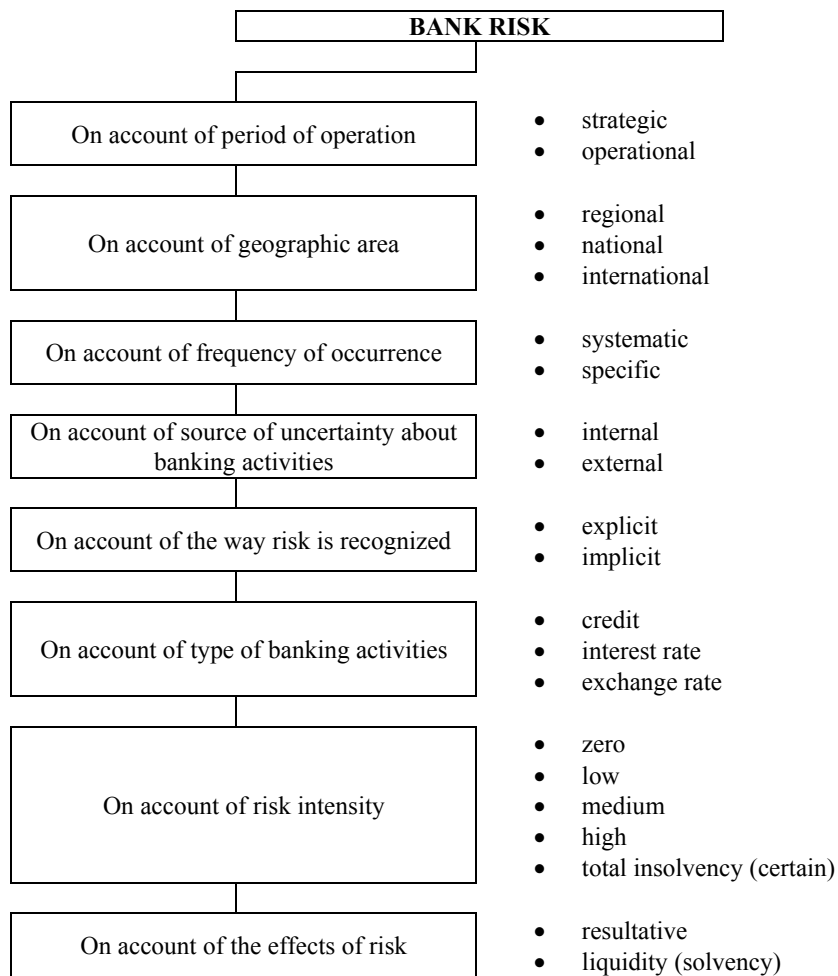 BANK RISK
On account of period of operation
• strategic
• operational
On account of geographic area
• regional
• national
• international
On account of frequency of occurrence
• systematic
• specific
On account of source of uncertainty about
banking activities
• internal
• external
On account of the way risk is recognized
• explicit
• implicit
On account of type of banking activities
• credit
• interest rate
• exchange rate
On account of risk intensity
• zero
• low
• medium
• high
• total insolvency (certain)
On account of the effects of risk
• resultative
• liquidity (solvency)